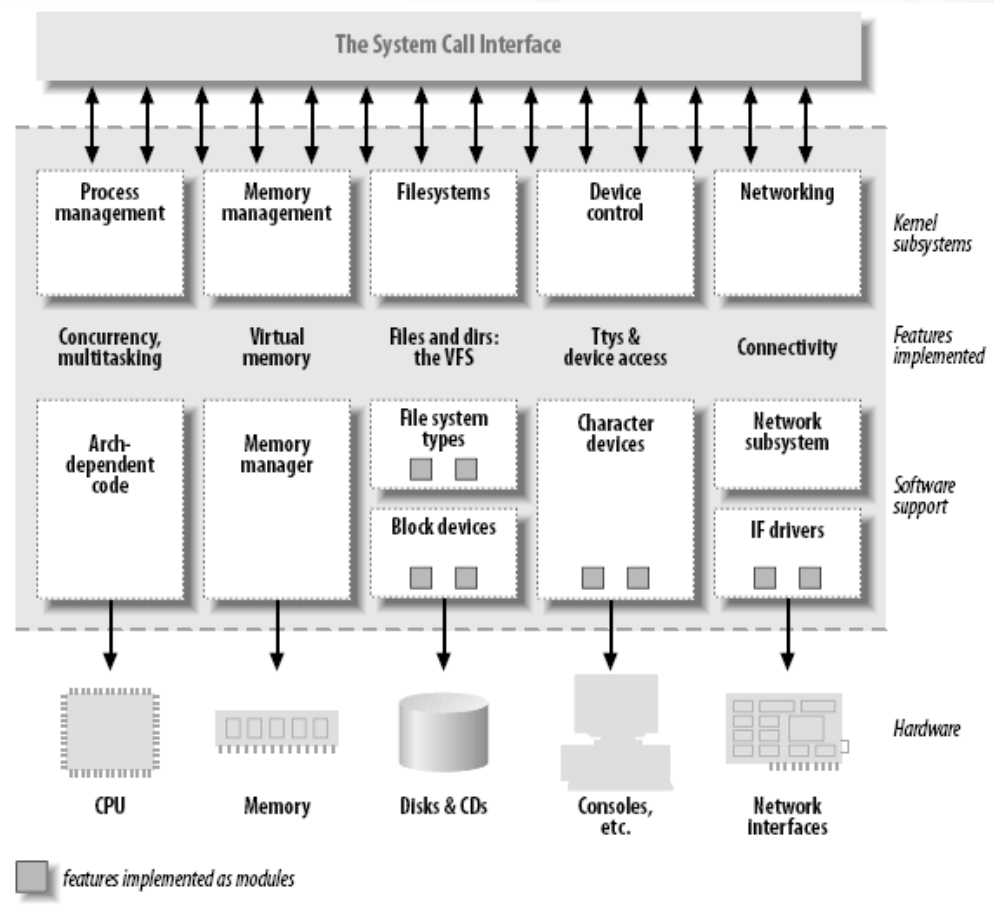 The System Call Interface
Process
management
Memory
management
Filesystems
Device
control
Networking
Kernel
subsystems
Concurrency,
multitasking
Virtual
memory
Files and dirs:
the VFS
Ttys &
device access
Connectivity
Features
implemented
Arch-
dependent
code
Memory
manager
File system
types
Character
devices
Network
subsystem
Block devices
IF drivers
Software
support
CPU
Memory
Disks & CDs
Consoles,
etc.
Network
interfaces
Hardware
features implemented as modules